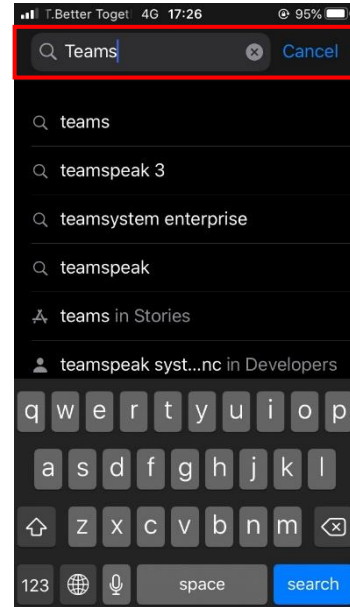 T.Better Toget 4G 17:26 95%
Teams Cancel
teams
teamspeak 3
teamsystem enterprise
teamspeak
teams in Stories
teamspeak syst...nc in Developers
q w e r t y u i o p
a s d f g h j k l
z x c v b n m
123 space search